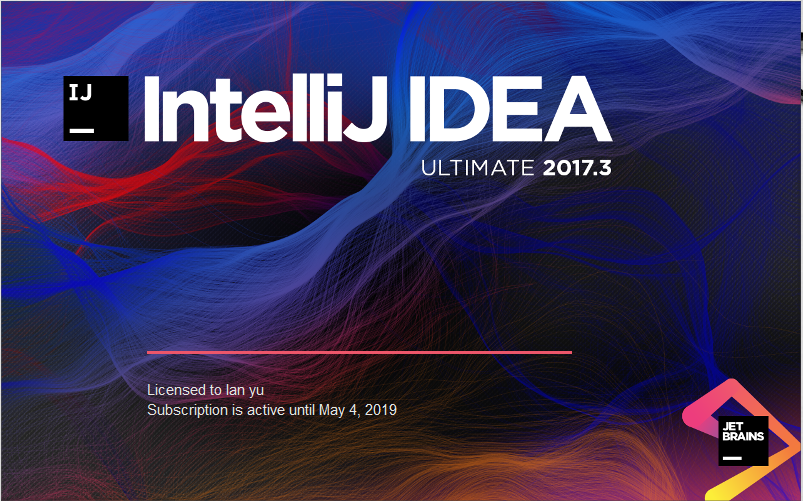 IJ
IntelliJ IDEA
ULTIMATE 2017.3
Licensed to lan yu
Subscription is active until May 4, 2019
JET
BRAINS